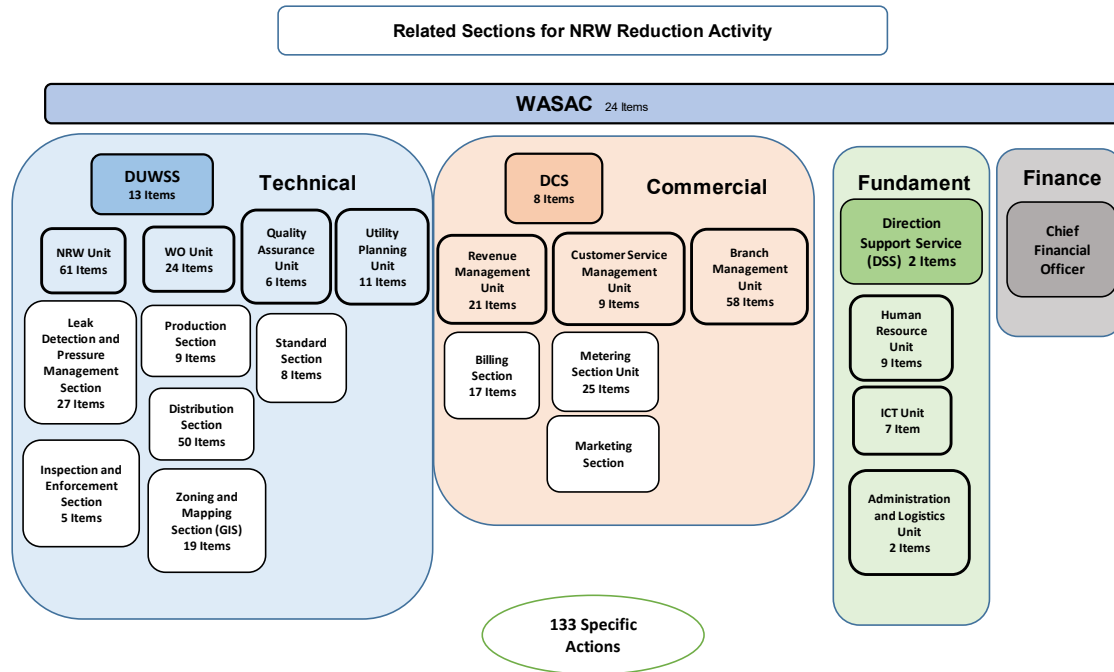 Related Sections for NRW Reduction Activity
WASAC 24 Items
DUWSS
13 Items
Technical
NRW Unit
61 Items
WO Unit
24 Items
Quality
Assurance
Unit
6 Items
Utility
Planning
Unit
11 Items
Leak
Detection and
Pressure
Management
Section
27 Items
Production
Section
9 Items
Standard
Section
8 Items
Distribution
Section
50 Items
Inspection and
Enforcement
Section
5 Items
Zoning and
Mapping
Section (GIS)
19 Items
DCS
8 Items
Commercial
Revenue
Management
Unit
21 Items
Customer Service
Management
Unit
9 Items
Branch
Management
Unit
58 Items
Billing
Section
17 Items
Metering
Section Unit
25 Items
Marketing
Section
Fundament
Direction
Support Service
(DSS) 2 Items
Human
Resource
Unit
9 Items
ICT Unit
7 Item
Administration
and Logistics
Unit
2 Items
Finance
Chief
Financial
Officer
133 Specific
Actions